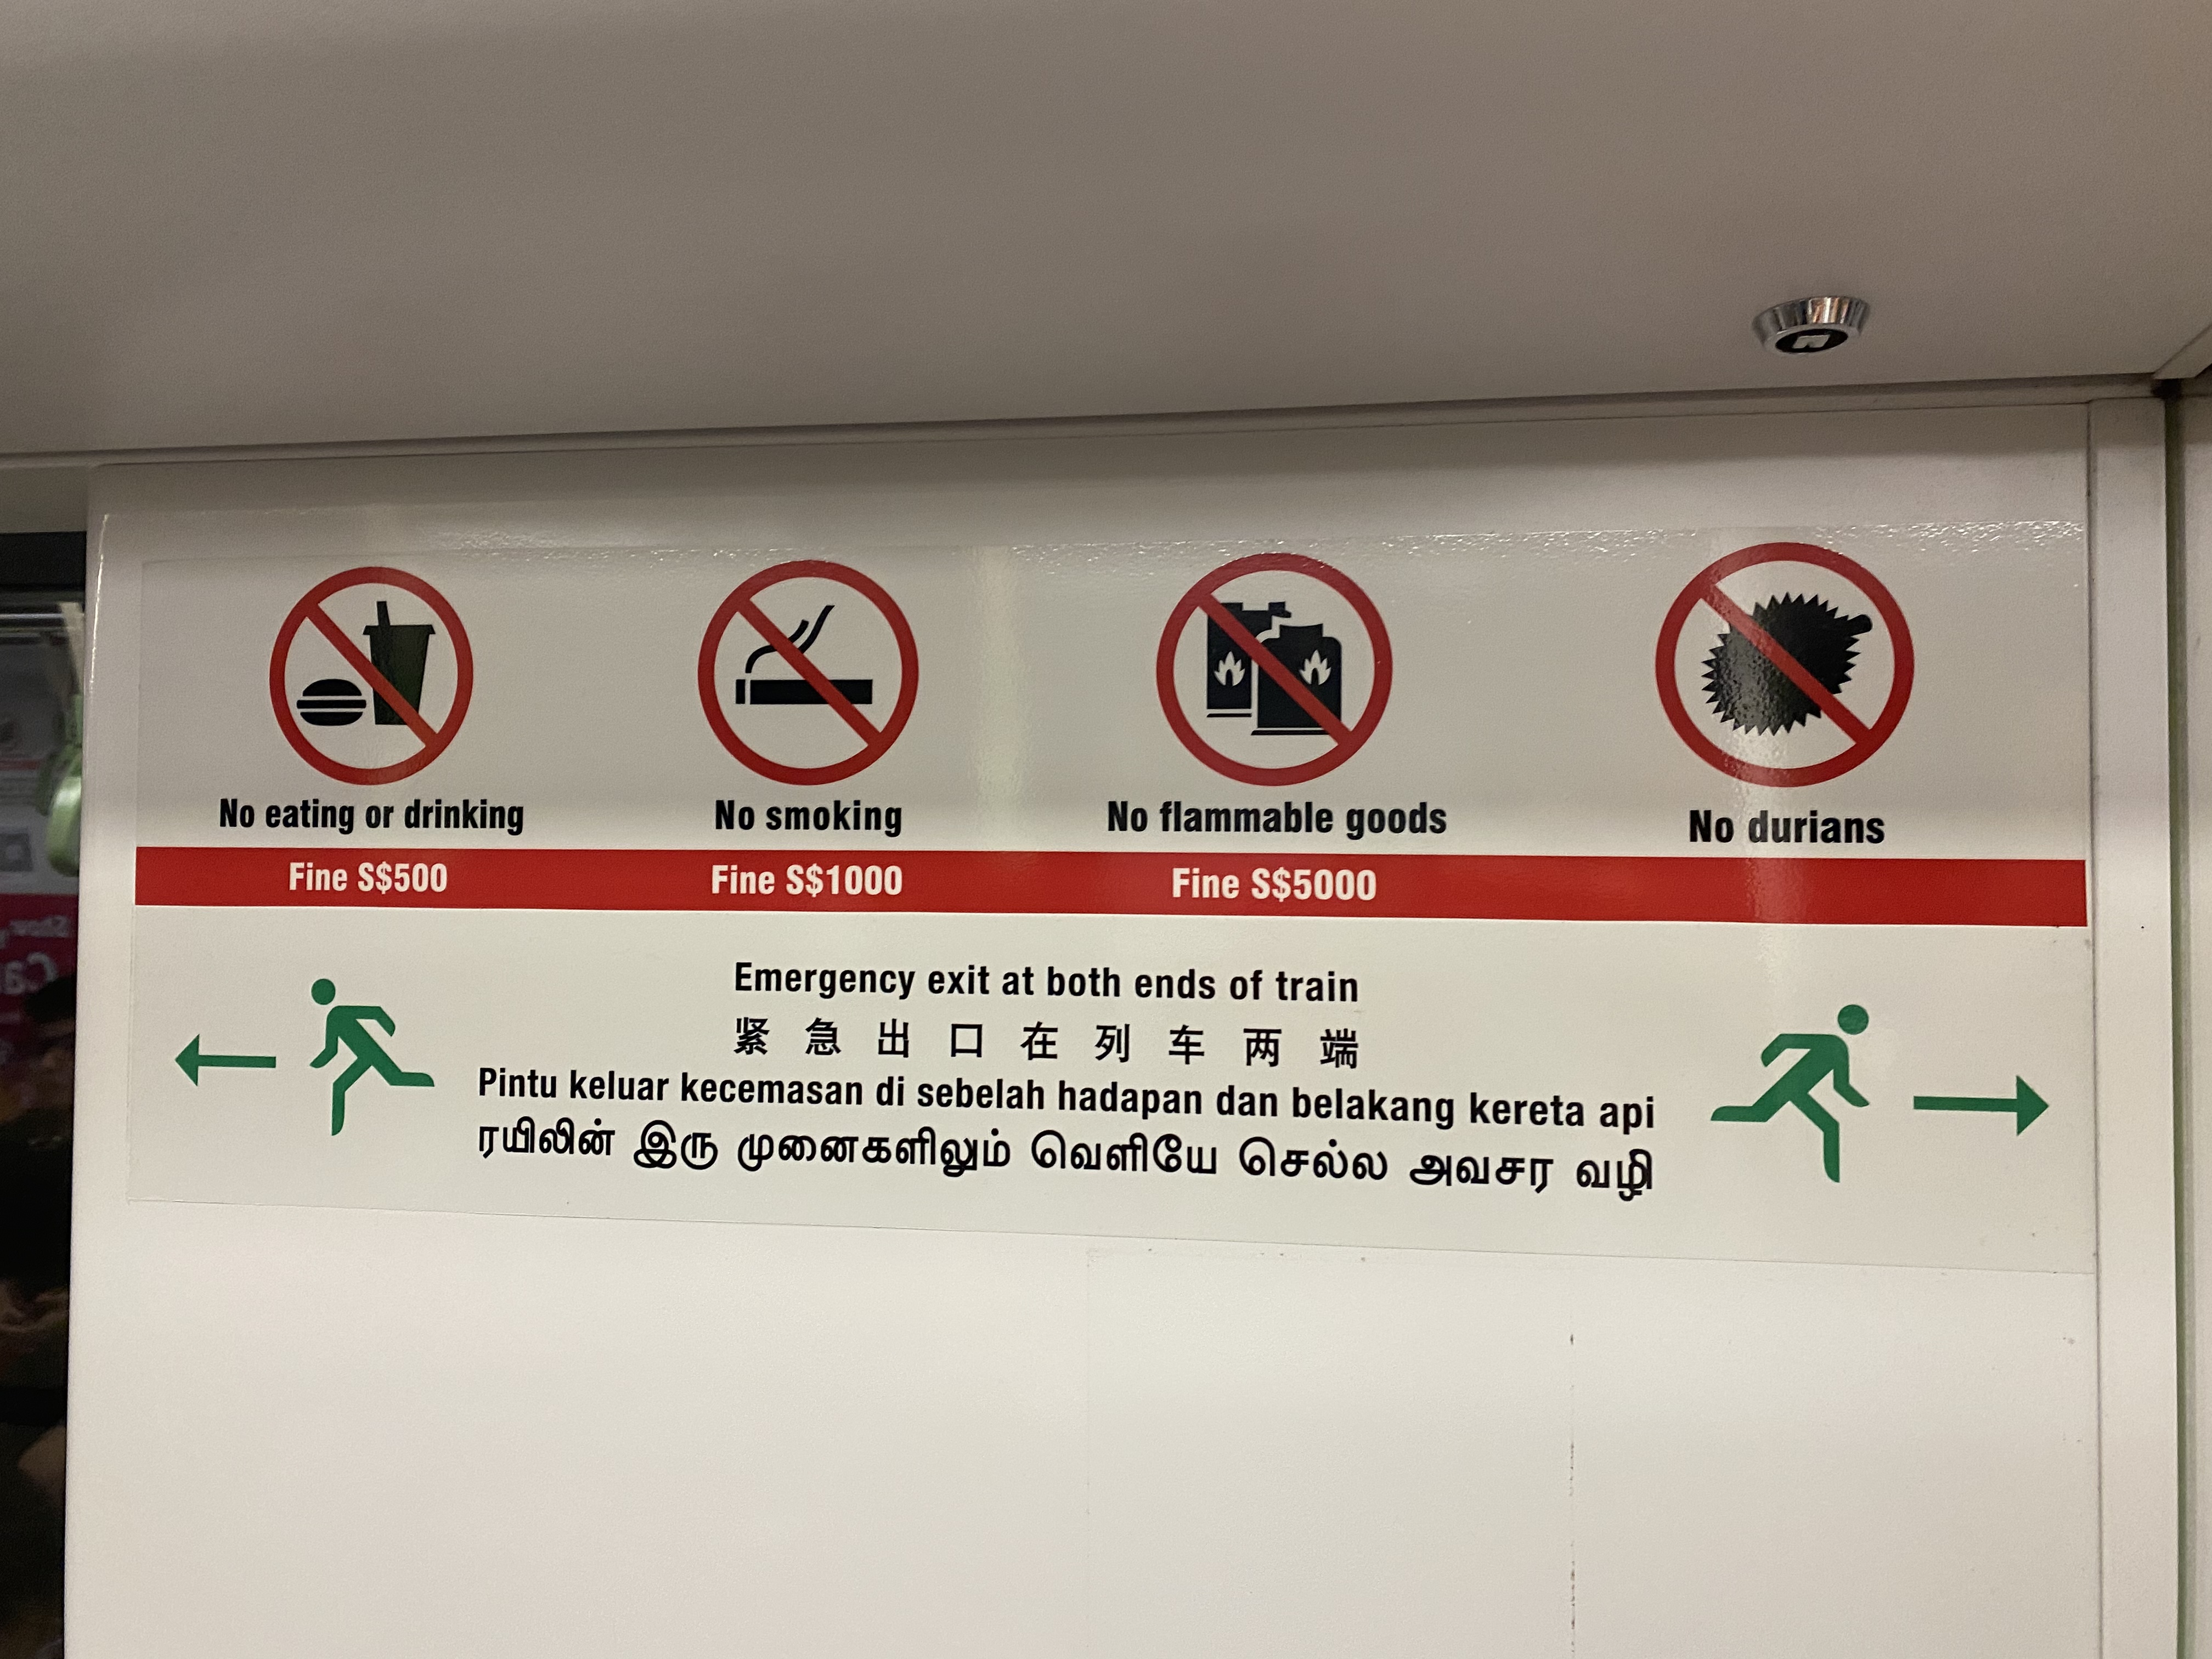 No eating or drinking No smoking No flammable goods No durians
Fine S$500 Fine S$1000 Fine S$5000
Emergency exit at both ends of train
紧急出口在列车两端
Pintu keluar kecemasan di sebelah hadapan dan belakang kereta api
ரயிலின் இரு முனைகளிலும் வெளியே செல்ல அவசர வழி